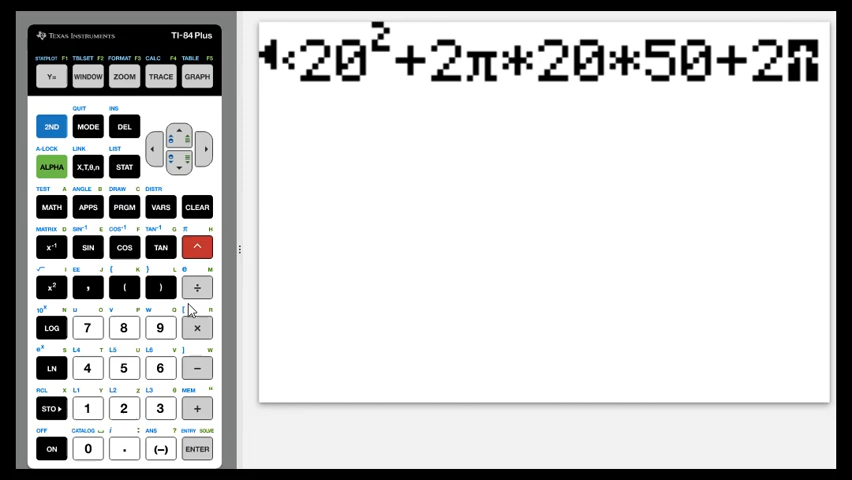 TEXAS INSTRUMENTS TI-84 Plus
STATPLOT F1 TBLSET F2 FORMAT F3 CALC F4 TABLE F5
Y= WINDOW ZOOM TRACE GRAPH
QUIT INS
2ND MODE DEL
A-LOCK LINK LIST
ALPHA X,T,θ,n STAT
TEST A ANGLE B DRAW C DISTR
MATH APPS PRGM VARS CLEAR
MATRIX D SIN⁻¹ E COS⁻¹ F TAN⁻¹ G π H
x⁻¹ SIN COS TAN ^
√ I EE J { K } L e M
x² , ( ) ÷
10ˣ N u O v P w Q [ R
LOG 7 8 9 ×
eˣ S L4 T L5 U L6 V ] W
LN 4 5 6 −
RCL X L1 Y L2 Z L3 θ MEM "
STO▶ 1 2 3 +
OFF CATALOG ⎵ i : ANS ? ENTRY SOLVE
ON 0 . (−) ENTER
20²+2π*20*50+2